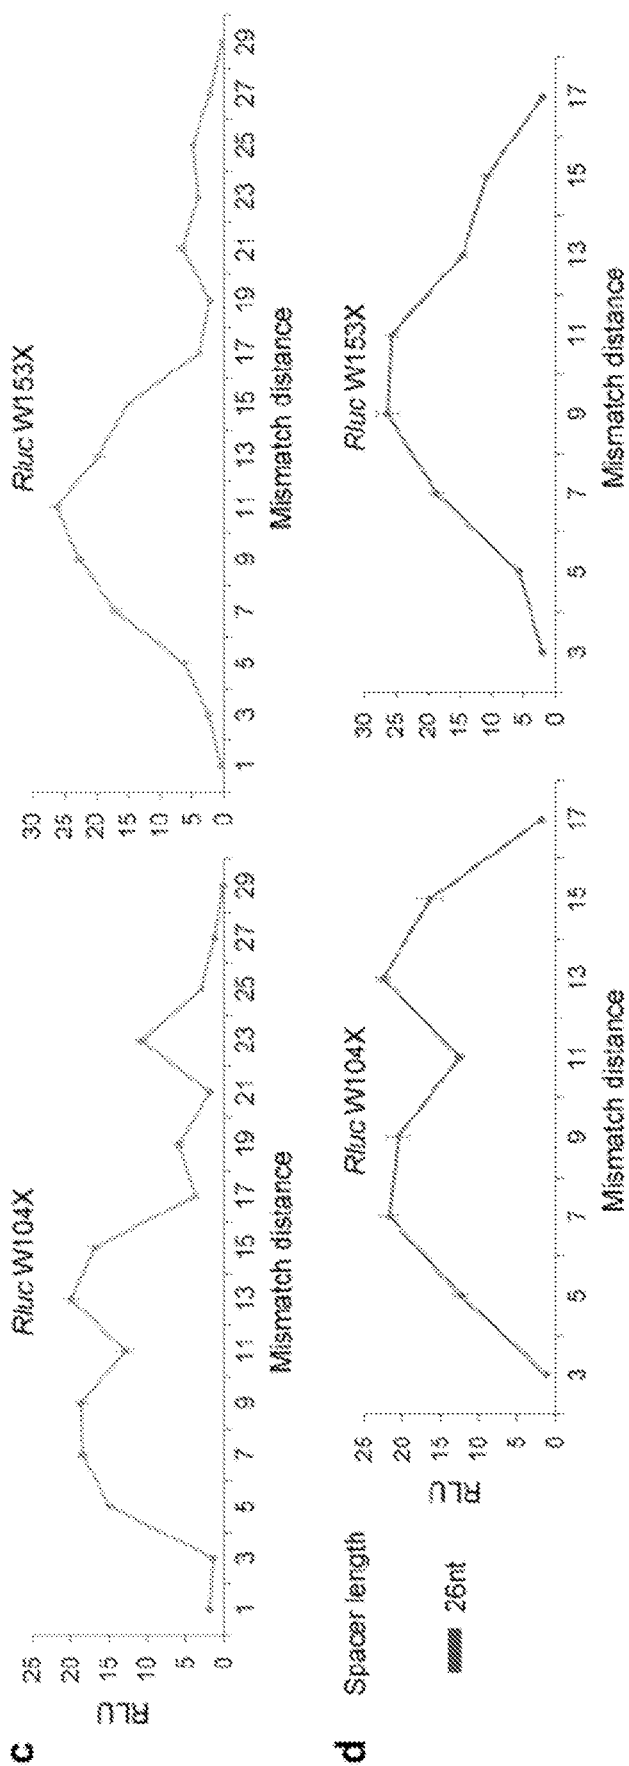 c
Rluc W104X
RLU
25
20
15
10
5
0
1 3 5 7 9 11 13 15 17 19 21 23 25 27 29
Mismatch distance
Rluc W153X
30
25
20
15
10
5
0
1 3 5 7 9 11 13 15 17 19 21 23 25 27 29
Mismatch distance
d
Spacer length
26nt
Rluc W104X
RLU
25
20
15
10
5
0
3 5 7 9 11 13 15 17
Mismatch distance
Rluc W153X
30
25
20
15
10
5
0
3 5 7 9 11 13 15 17
Mismatch distance